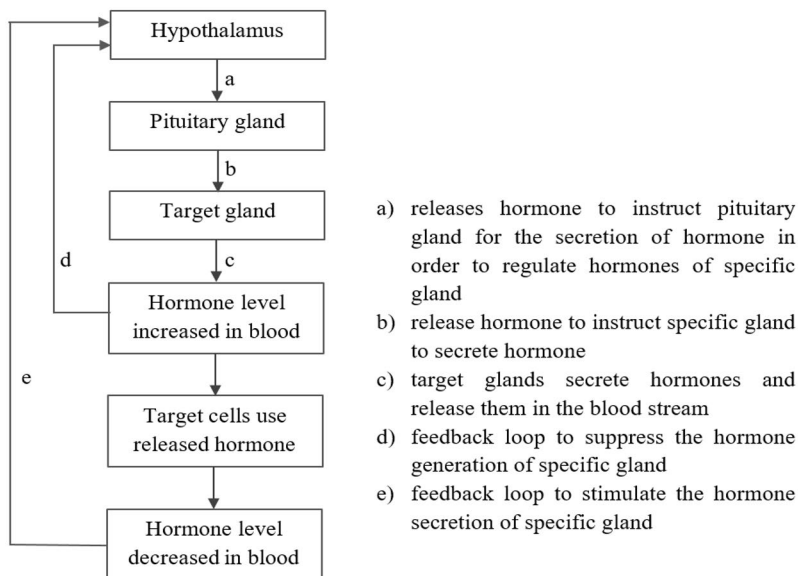 Hypothalamus
a
Pituitary gland
b
Target gland
c
d
Hormone level
increased in blood
e
Target cells use
released hormone
Hormone level
decreased in blood
a) releases hormone to instruct pituitary
gland for the secretion of hormone in
order to regulate hormones of specific
gland
b) release hormone to instruct specific gland
to secrete hormone
c) target glands secrete hormones and
release them in the blood stream
d) feedback loop to suppress the hormone
generation of specific gland
e) feedback loop to stimulate the hormone
secretion of specific gland